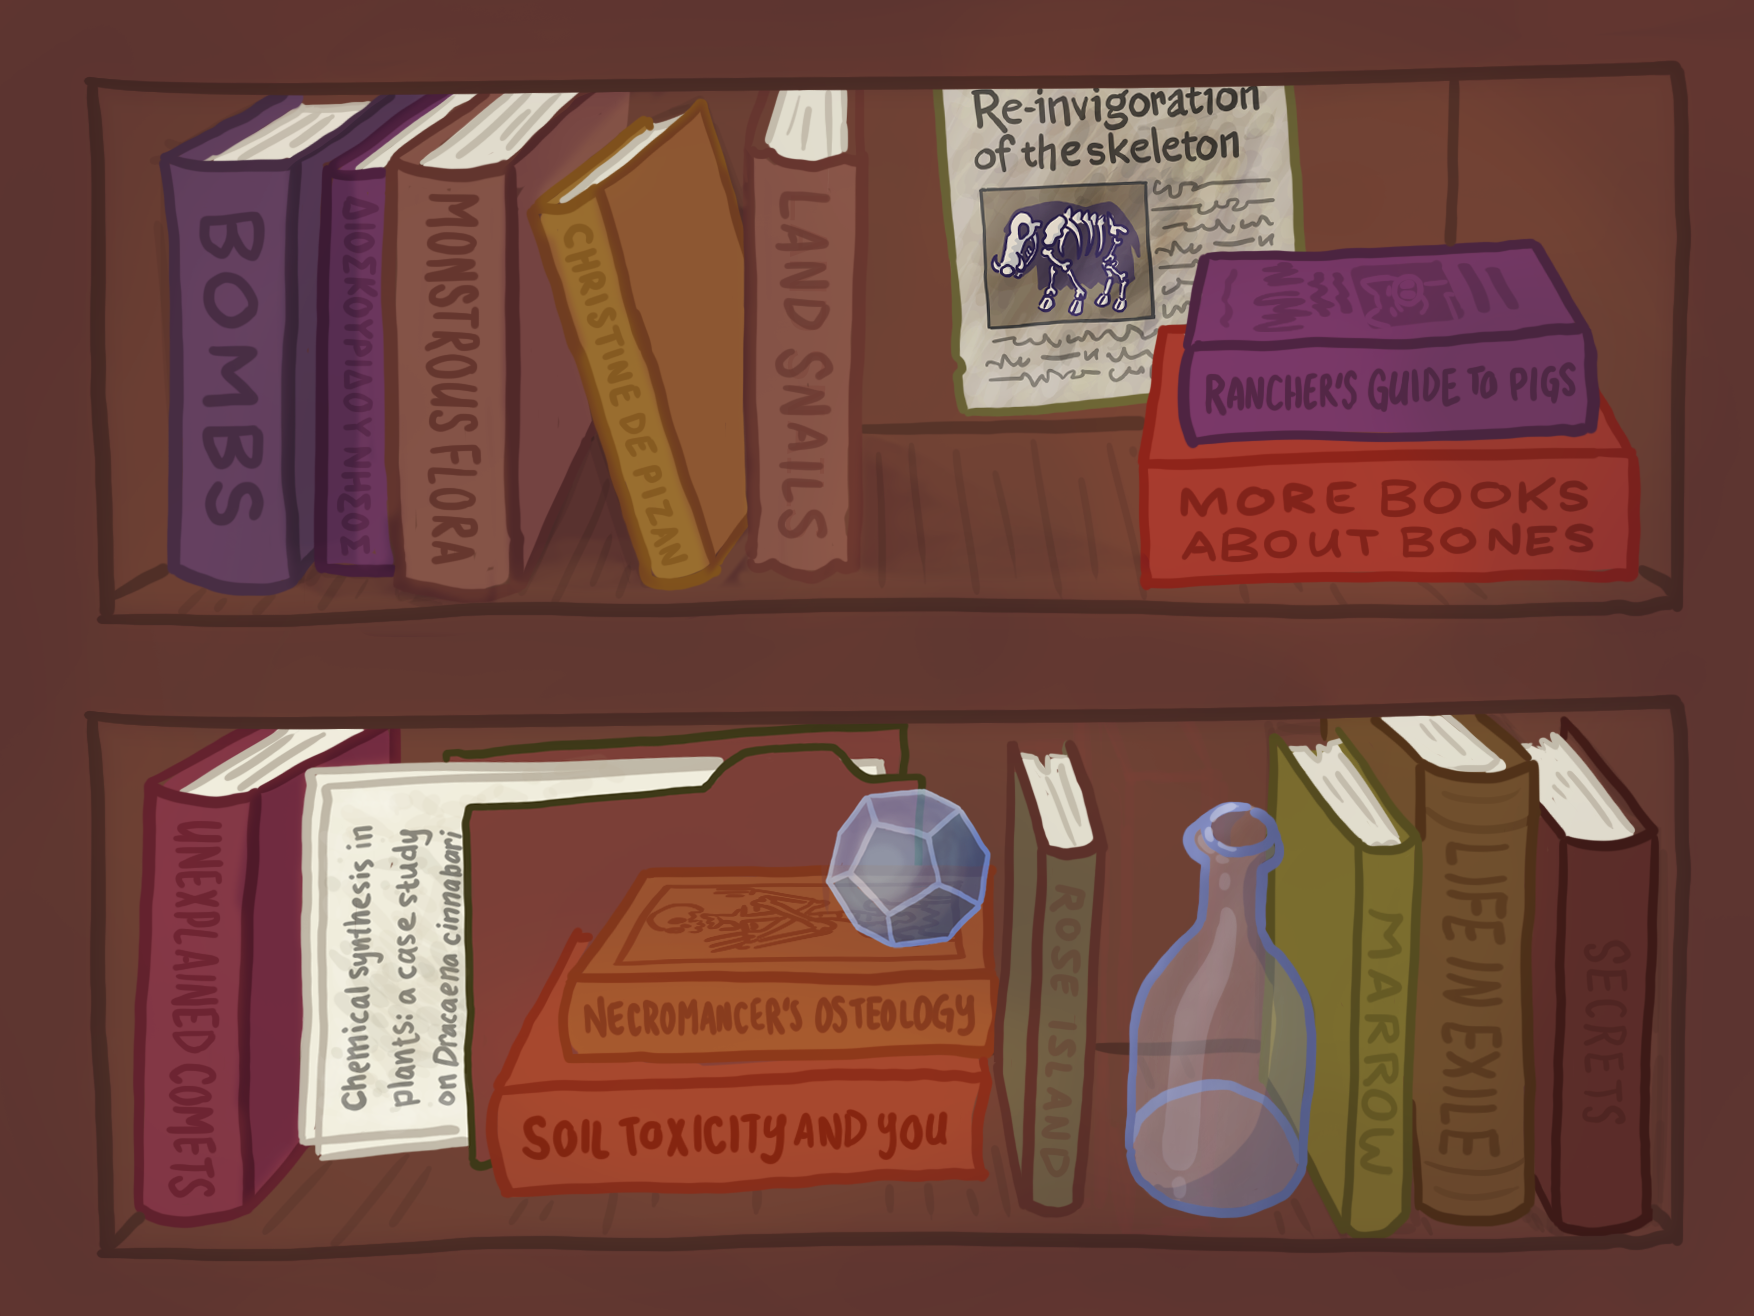 BOMBS
ΔΙΟΣΚΟΥΡΙΔΟΥ ΝΗΣΟΣ
MONSTROUS FLORA
CHRISTINE DE PIZAN
LAND SNAILS
Re-invigoration
of the skeleton
RANCHER'S GUIDE TO PIGS
MORE BOOKS
ABOUT BONES
UNEXPLAINED COMETS
Chemical synthesis in
plants: a case study
on Dracaena cinnabari
NECROMANCER'S OSTEOLOGY
SOIL TOXICITY AND YOU
ROSE ISLAND
MARROW
LIFE IN EXILE
SECRETS